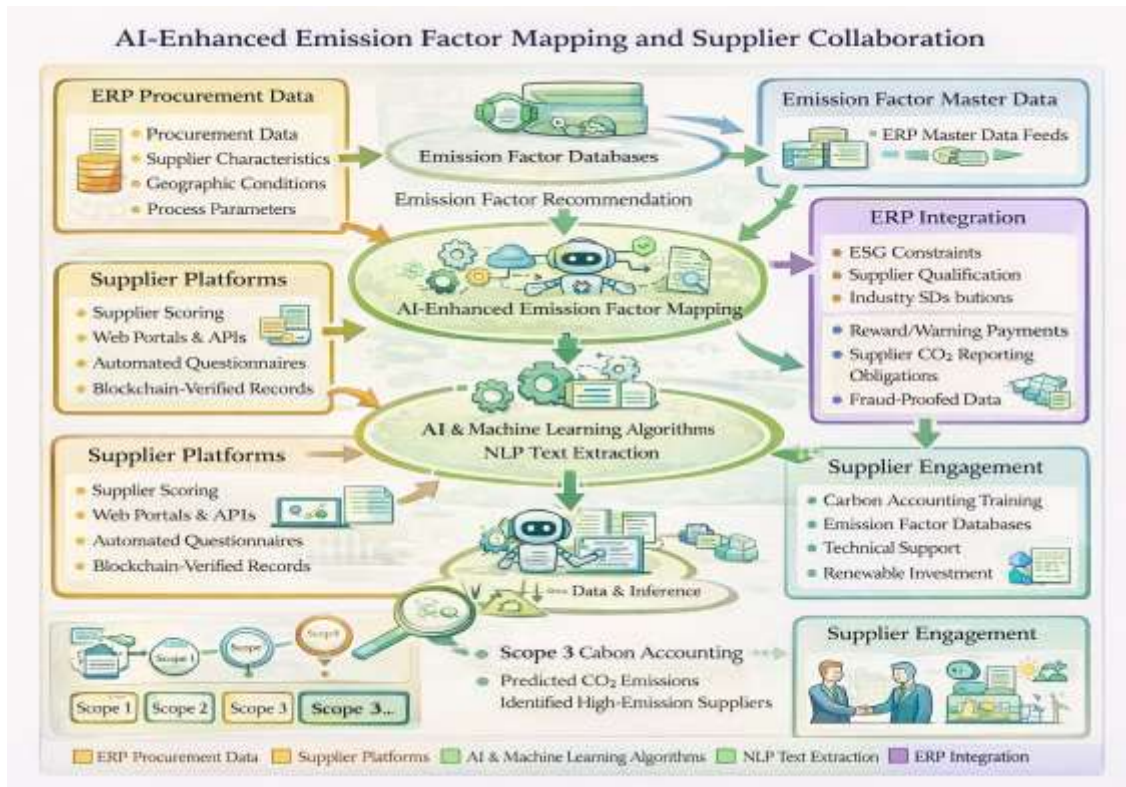 AI-Enhanced Emission Factor Mapping and Supplier Collaboration
ERP Procurement Data
Procurement Data
Supplier Characteristics
Geographic Conditions
Process Parameters
Emission Factor Databases
Emission Factor Master Data
ERP Master Data Feeds
Emission Factor Recommendation
AI-Enhanced Emission Factor Mapping
ERP Integration
ESG Constraints
Supplier Qualification
Industry SDs butions
Reward/Warning Payments
Supplier CO₂ Reporting
Obligations
Fraud-Proofed Data
Supplier Platforms
Supplier Scoring
Web Portals & APIs
Automated Questionnaires
Blockchain-Verified Records
AI & Machine Learning Algorithms
NLP Text Extraction
Supplier Platforms
Supplier Scoring
Web Portals & APIs
Automated Questionnaires
Blockchain-Verified Records
Supplier Engagement
Carbon Accounting Training
Emission Factor Databases
Technical Support
Renewable Investment
Data & Inference
Scope 1
Scope
Scope 1
Scope 2
Scope 3
Scope 3...
Scope 3 Cabon Accounting
Predicted CO₂ Emissions
Identified High-Emission Suppliers
Supplier Engagement
ERP Procurement Data
Supplier Platforms
AI & Machine Learning Algorithms
NLP Text Extraction
ERP Integration